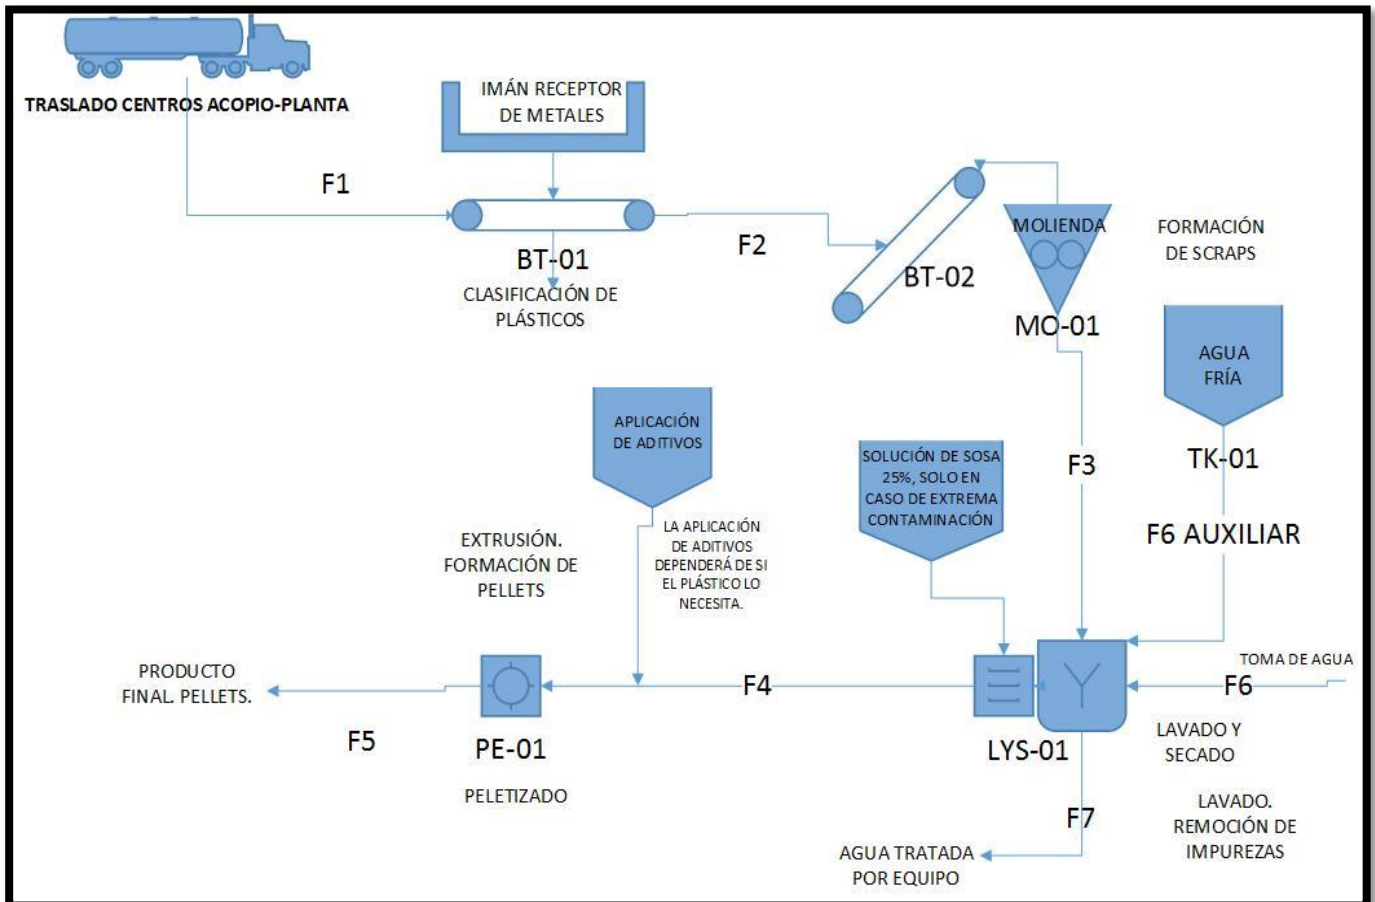 TRASLADO CENTROS ACOPIO-PLANTA
IMÁN RECEPTOR
DE METALES
F1
BT-01
CLASIFICACIÓN DE
PLÁSTICOS
F2
BT-02
MOLIENDA
MO-01
FORMACIÓN
DE SCRAPS
AGUA
FRÍA
TK-01
F3
F6 AUXILIAR
APLICACIÓN
DE ADITIVOS
SOLUCIÓN DE SOSA
25%, SOLO EN
CASO DE EXTREMA
CONTAMINACIÓN
LA APLICACIÓN
DE ADITIVOS
DEPENDERÁ DE SI
EL PLÁSTICO LO
NECESITA.
EXTRUSIÓN.
FORMACIÓN DE
PELLETS
PRODUCTO
FINAL. PELLETS.
F5
PE-01
PELETIZADO
F4
LYS-01
TOMA DE AGUA
F6
LAVADO Y
SECADO
LAVADO.
REMOCIÓN DE
IMPUREZAS
F7
AGUA TRATADA
POR EQUIPO